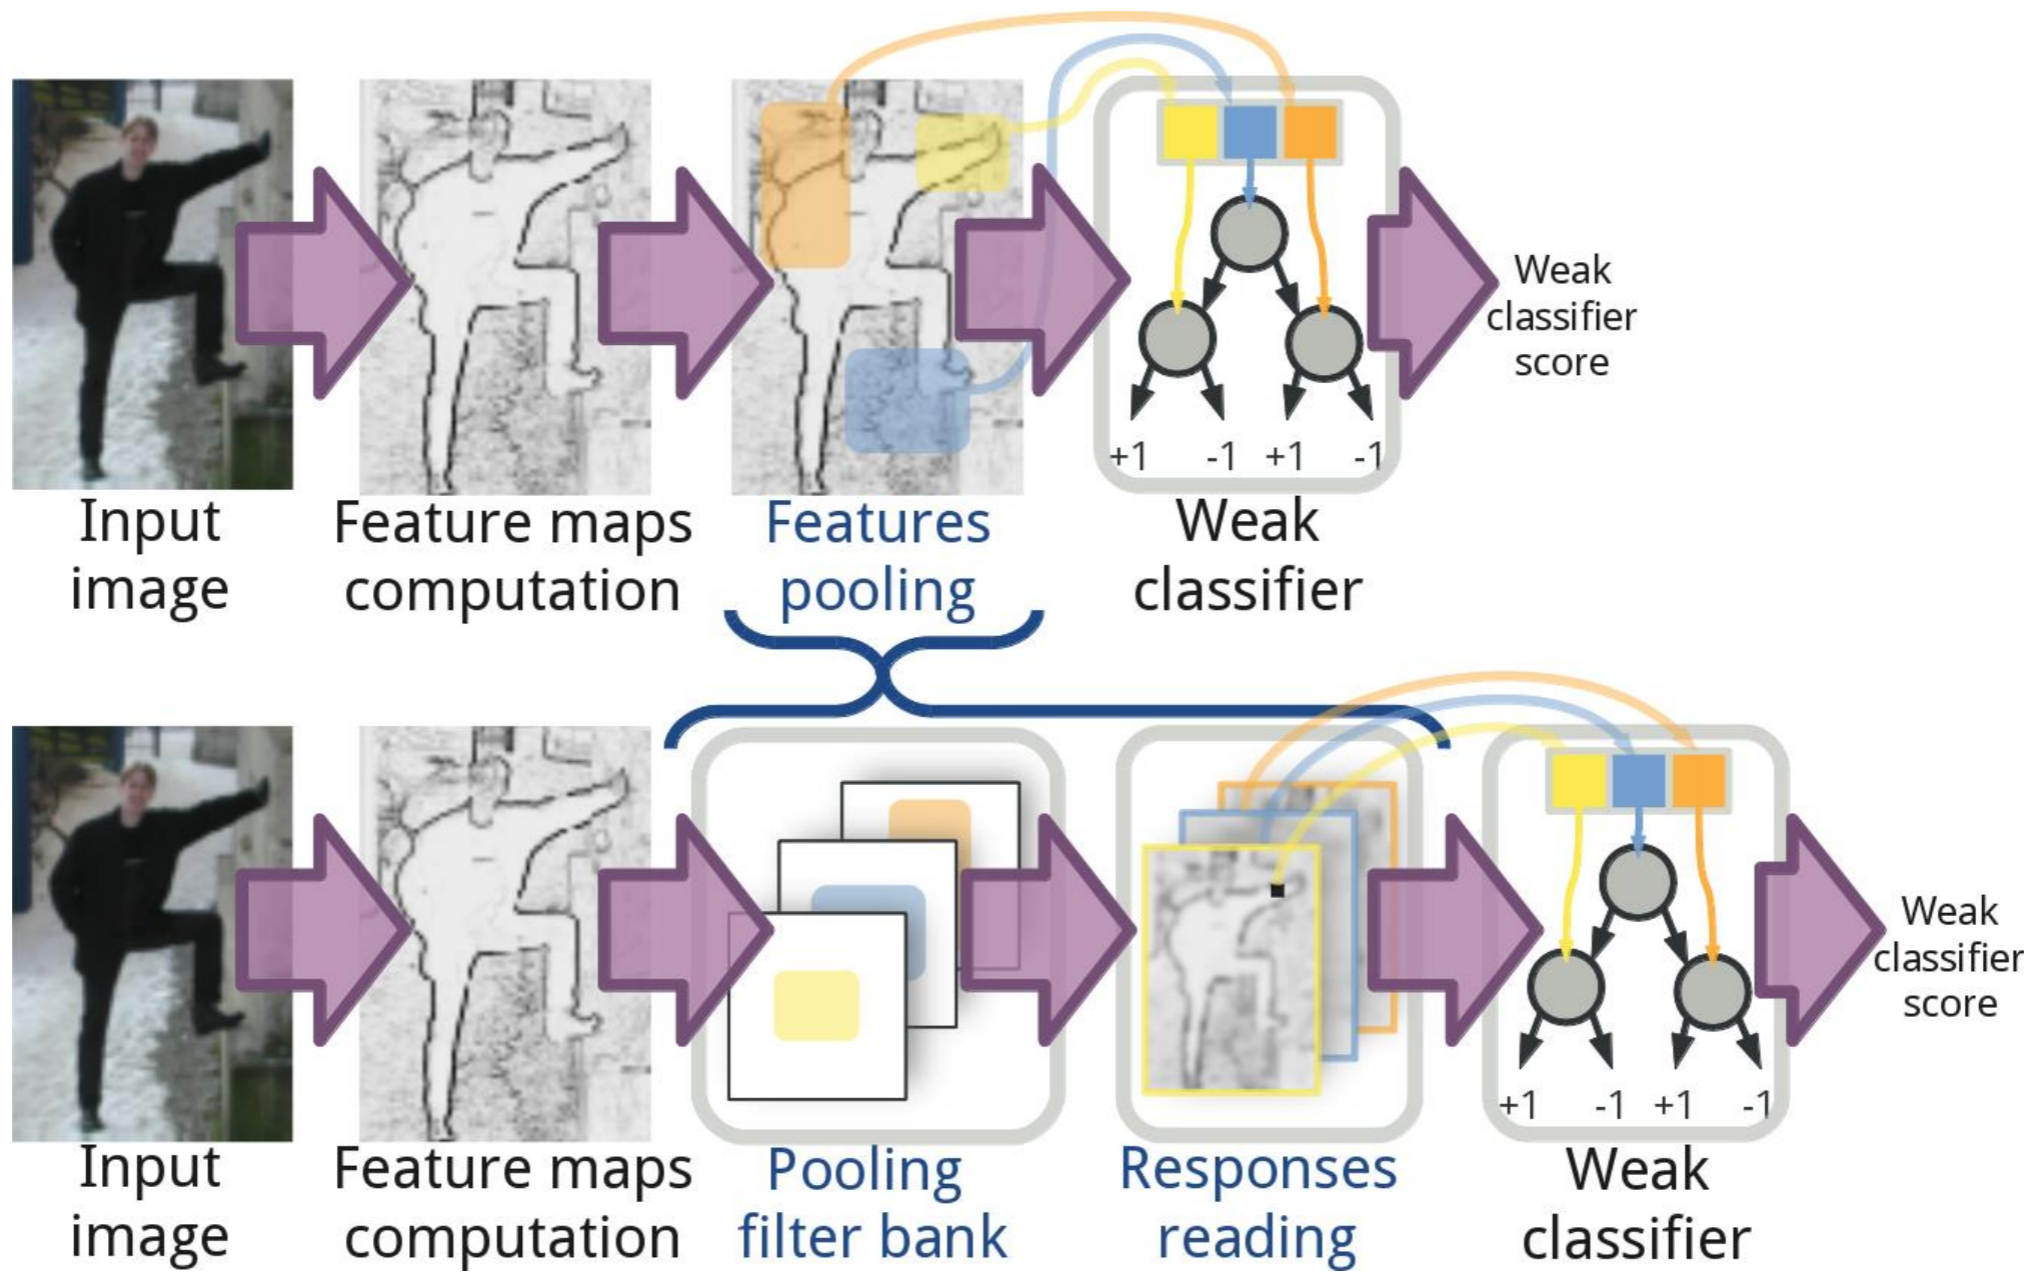 Weak
classifier
score
+1 -1 +1 -1
Input
image
Feature maps
computation
Features
pooling
Weak
classifier
Weak
classifier
score
+1 -1 +1 -1
Input
image
Feature maps
computation
Pooling
filter bank
Responses
reading
Weak
classifier